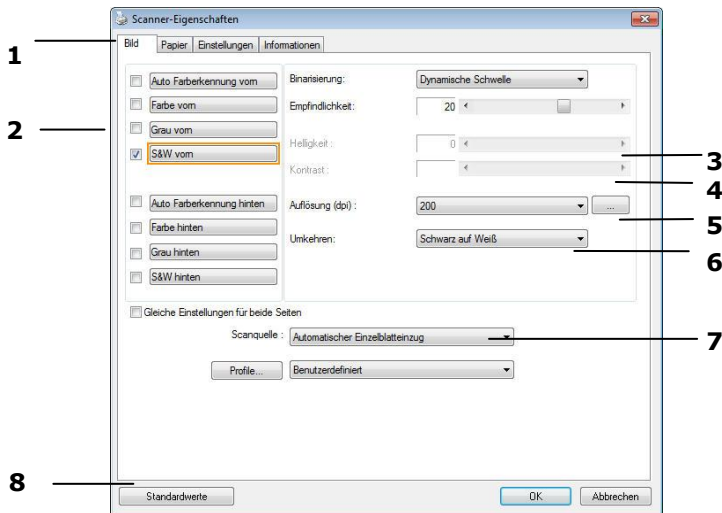 Scanner-Eigenschaften
1
Bild Papier Einstellungen Informationen
Auto Farberkennung vorn Binarisierung: Dynamische Schwelle
Farbe vorn Empfindlichkeit: 20
2
Grau vorn
S&W vorn Helligkeit : 0
3
Kontrast :
4
Auto Farberkennung hinten Auflösung (dpi) : 200 ...
5
Farbe hinten
Umkehren: Schwarz auf Weiß
6
Grau hinten
S&W hinten
Gleiche Einstellungen für beide Seiten
Scanquelle : Automatischer Einzelblatteinzug
7
Profile... Benutzerdefiniert
8
Standardwerte OK Abbrechen